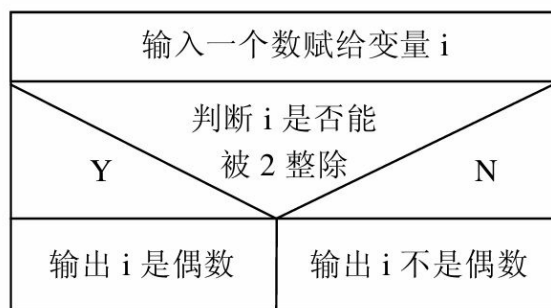 输入一个数赋给变量 i
判断 i 是否能
被 2 整除
Y
N
输出 i 是偶数
输出 i 不是偶数